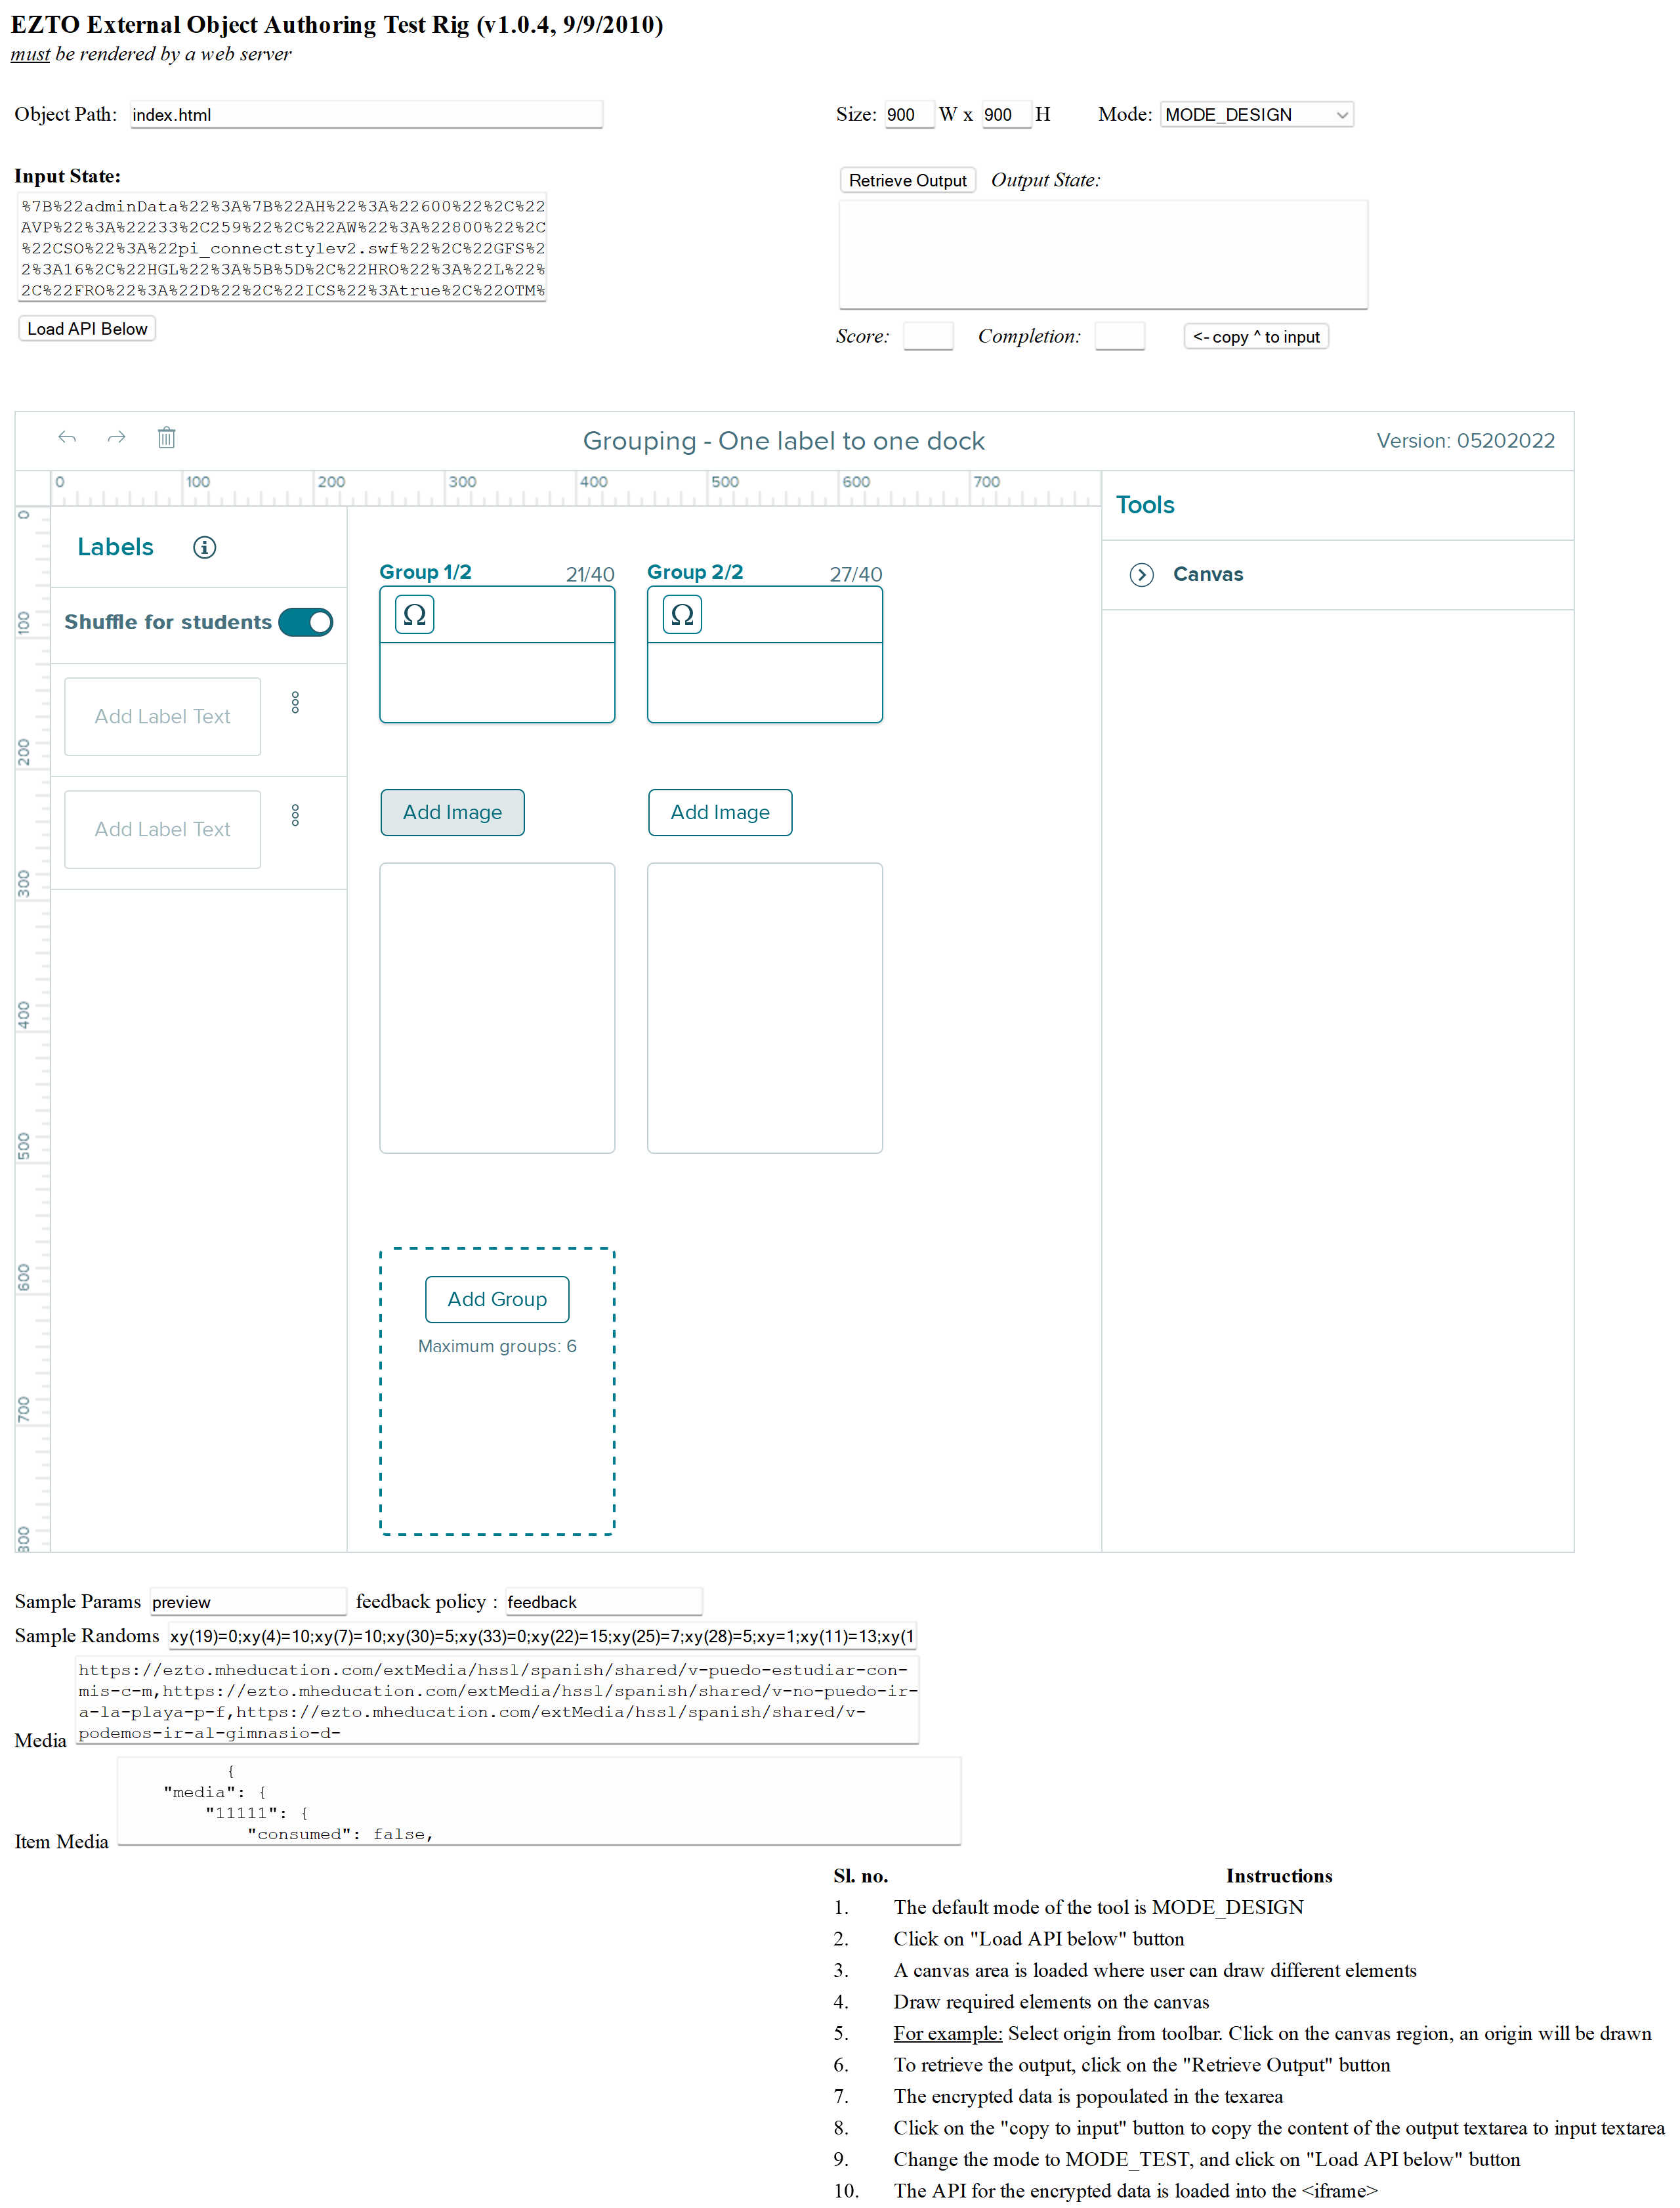 EZTO External Object Authoring Test Rig (v1.0.4, 9/9/2010)
must be rendered by a web server
Object Path: index.html
Size: 900 W x 900 H Mode: MODE_DESIGN
Input State:
%7B%22adminData%22%3A%7B%22AH%22%3A%22600%22%2C%22
AVP%22%3A%22233%2C259%22%2C%22AW%22%3A%22800%22%2C
%22CSO%22%3A%22pi_connectstylev2.swf%22%2C%22GFS%2
2%3A16%2C%22HGL%22%3A%5B%5D%2C%22HRO%22%3A%22L%22%
2C%22FRO%22%3A%22D%22%2C%22ICS%22%3Atrue%2C%22OTM%
Load API Below
Retrieve Output Output State:
Score: Completion: <- copy ^ to input
Grouping - One label to one dock
Version: 05202022
0 100 200 300 400 500 600 700
0
100
200
300
400
500
600
700
800
Labels
Shuffle for students
Add Label Text
Add Label Text
Group 1/2 21/40
Ω
Group 2/2 27/40
Ω
Add Image
Add Image
Add Group
Maximum groups: 6
Tools
Canvas
Sample Params preview feedback policy : feedback
Sample Randoms xy(19)=0;xy(4)=10;xy(7)=10;xy(30)=5;xy(33)=0;xy(22)=15;xy(25)=7;xy(28)=5;xy=1;xy(11)=13;xy(1
https://ezto.mheducation.com/extMedia/hssl/spanish/shared/v-puedo-estudiar-con-
mis-c-m,https://ezto.mheducation.com/extMedia/hssl/spanish/shared/v-no-puedo-ir-
a-la-playa-p-f,https://ezto.mheducation.com/extMedia/hssl/spanish/shared/v-
podemos-ir-al-gimnasio-d-
Media
{
"media": {
"11111": {
"consumed": false,
Item Media
Sl. no. Instructions
1. The default mode of the tool is MODE_DESIGN
2. Click on "Load API below" button
3. A canvas area is loaded where user can draw different elements
4. Draw required elements on the canvas
5. For example: Select origin from toolbar. Click on the canvas region, an origin will be drawn
6. To retrieve the output, click on the "Retrieve Output" button
7. The encrypted data is popoulated in the texarea
8. Click on the "copy to input" button to copy the content of the output textarea to input textarea
9. Change the mode to MODE_TEST, and click on "Load API below" button
10. The API for the encrypted data is loaded into the <iframe>